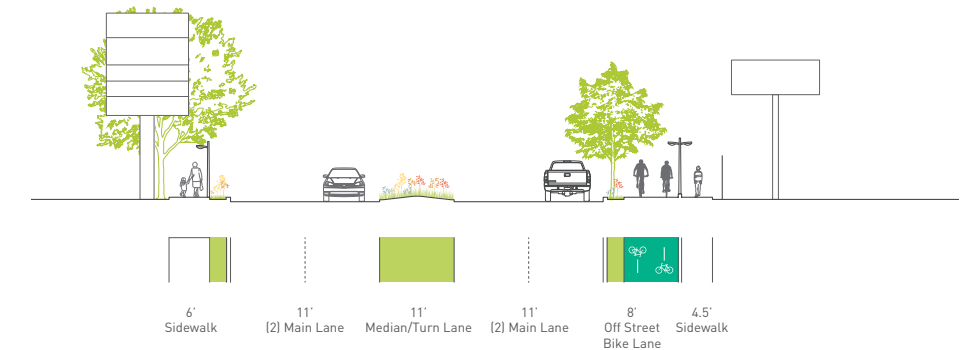 6’
Sidewalk
11’
(2) Main Lane
11’
Median/Turn Lane
11’
(2) Main Lane
8’
Off Street
Bike Lane
4.5’
Sidewalk